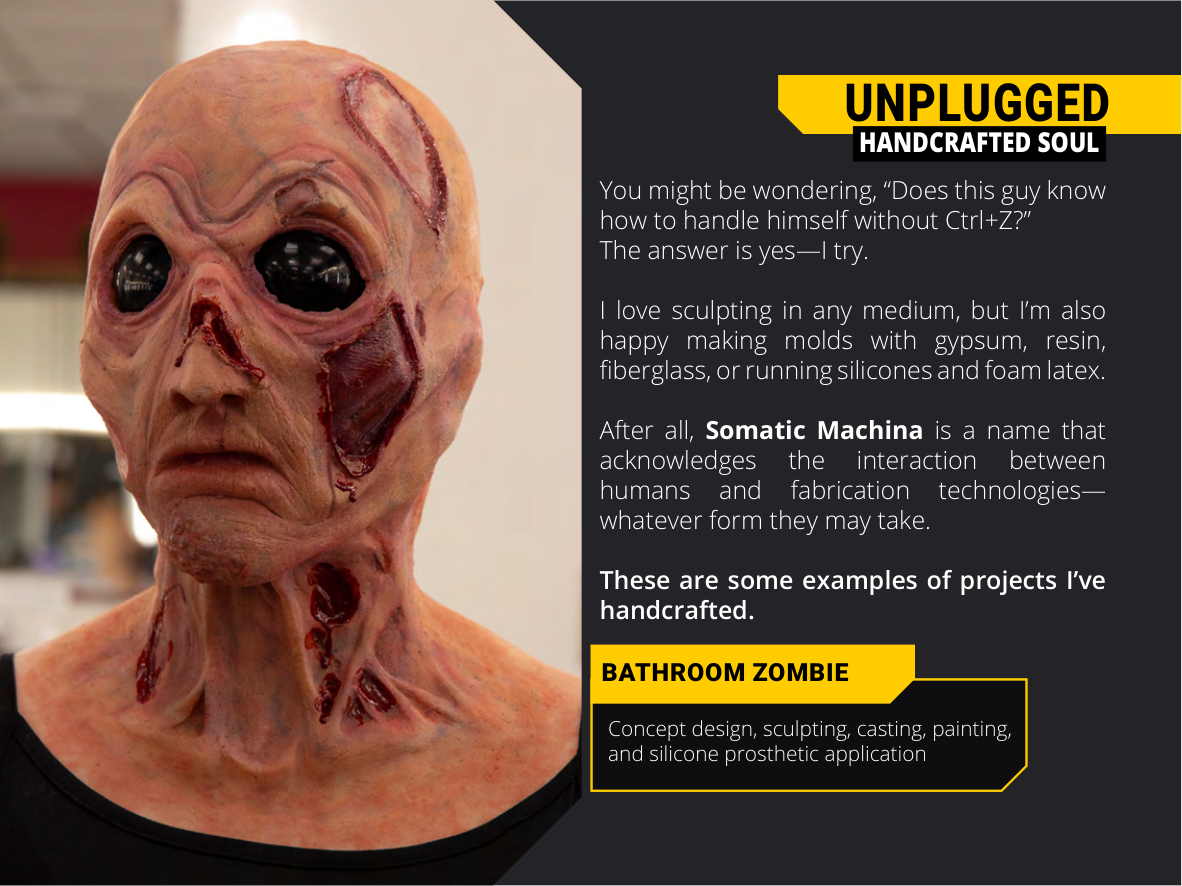 UNPLUGGED
HANDCRAFTED SOUL
You might be wondering, “Does this guy know
how to handle himself without Ctrl+Z?”
The answer is yes—I try.
I love sculpting in any medium, but I’m also
happy making molds with gypsum, resin,
fiberglass, or running silicones and foam latex.
After all, Somatic Machina is a name that
acknowledges the interaction between
humans and fabrication technologies—
whatever form they may take.
These are some examples of projects I’ve
handcrafted.
BATHROOM ZOMBIE
Concept design, sculpting, casting, painting,
and silicone prosthetic application